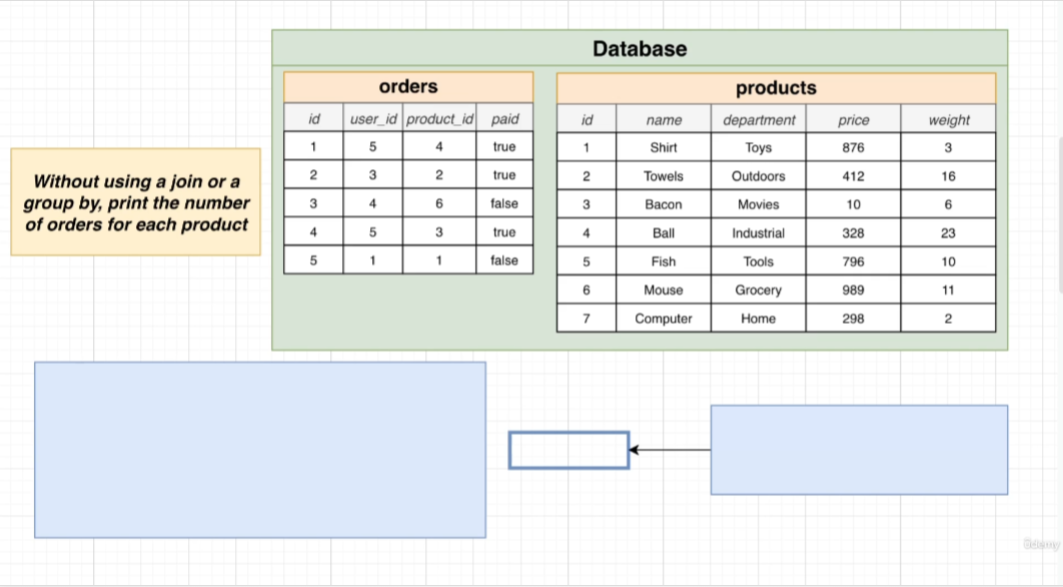 Database
orders
id user_id product_id paid
1 5 4 true
2 3 2 true
3 4 6 false
4 5 3 true
5 1 1 false
products
id name department price weight
1 Shirt Toys 876 3
2 Towels Outdoors 412 16
3 Bacon Movies 10 6
4 Ball Industrial 328 23
5 Fish Tools 796 10
6 Mouse Grocery 989 11
7 Computer Home 298 2
Without using a join or a
group by, print the number
of orders for each product
ûdemy